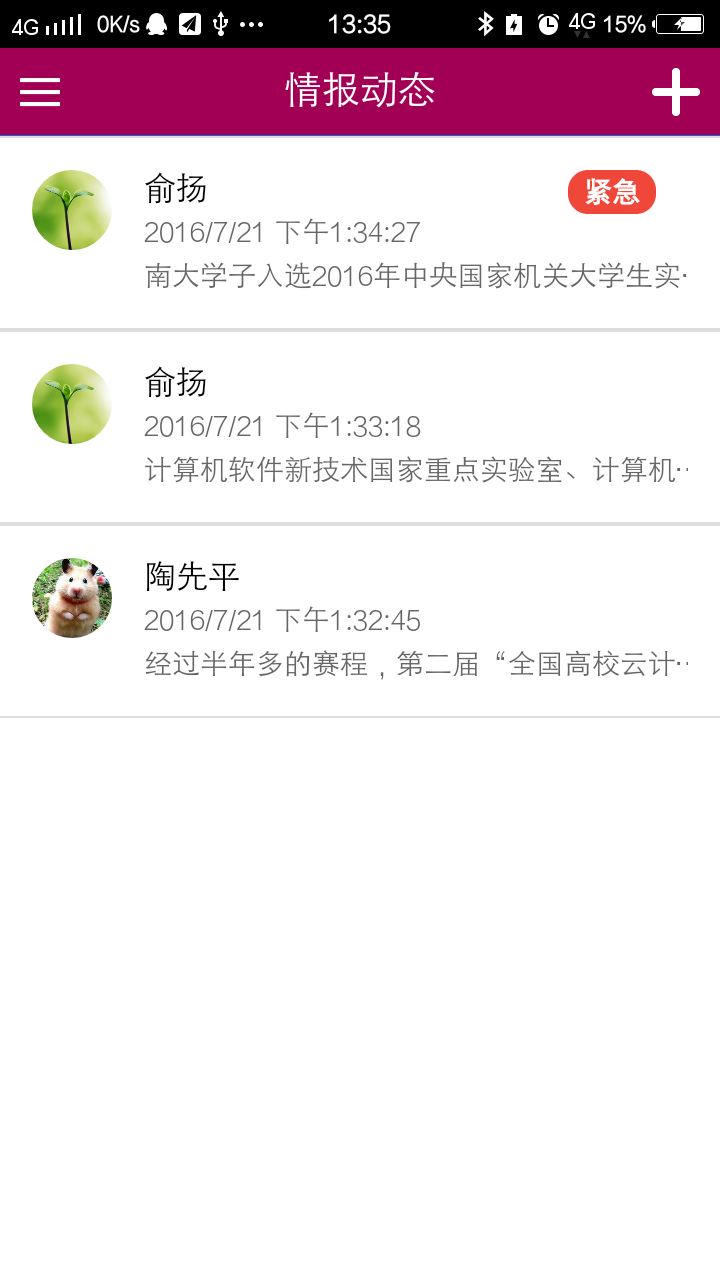 4G 0K/s 13:35 4G 15%
情报动态
俞扬 紧急
2016/7/21 下午1:34:27
南大学子入选2016年中央国家机关大学生实…
俞扬
2016/7/21 下午1:33:18
计算机软件新技术国家重点实验室、计算机…
陶先平
2016/7/21 下午1:32:45
经过半年多的赛程，第二届“全国高校云计…